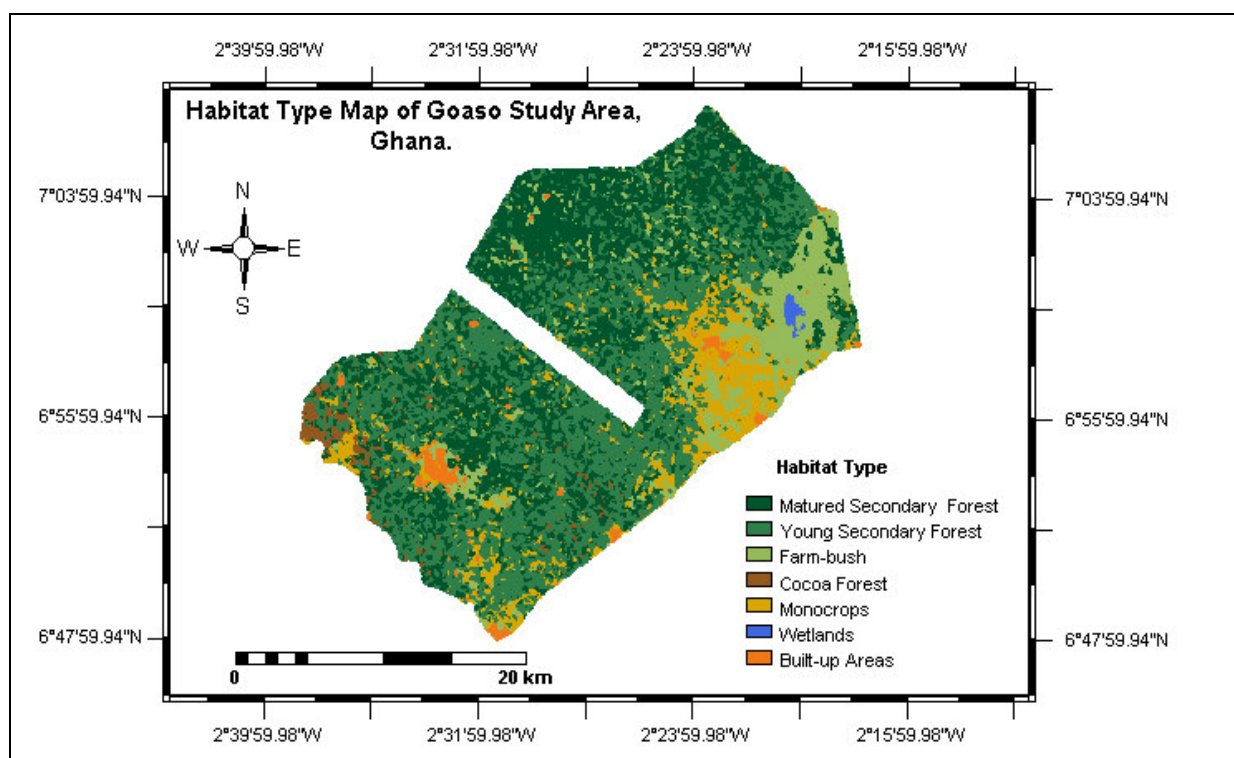 2°39'59.98"W 2°31'59.98"W 2°23'59.98"W 2°15'59.98"W
Habitat Type Map of Goaso Study Area,
Ghana.
7°03'59.94"N 7°03'59.94"N
N
W E
S
6°55'59.94"N 6°55'59.94"N
Habitat Type
Matured Secondary Forest
Young Secondary Forest
Farm-bush
Cocoa Forest
Monocrops
Wetlands
Built-up Areas
6°47'59.94"N 6°47'59.94"N
0 20 km
2°39'59.98"W 2°31'59.98"W 2°23'59.98"W 2°15'59.98"W